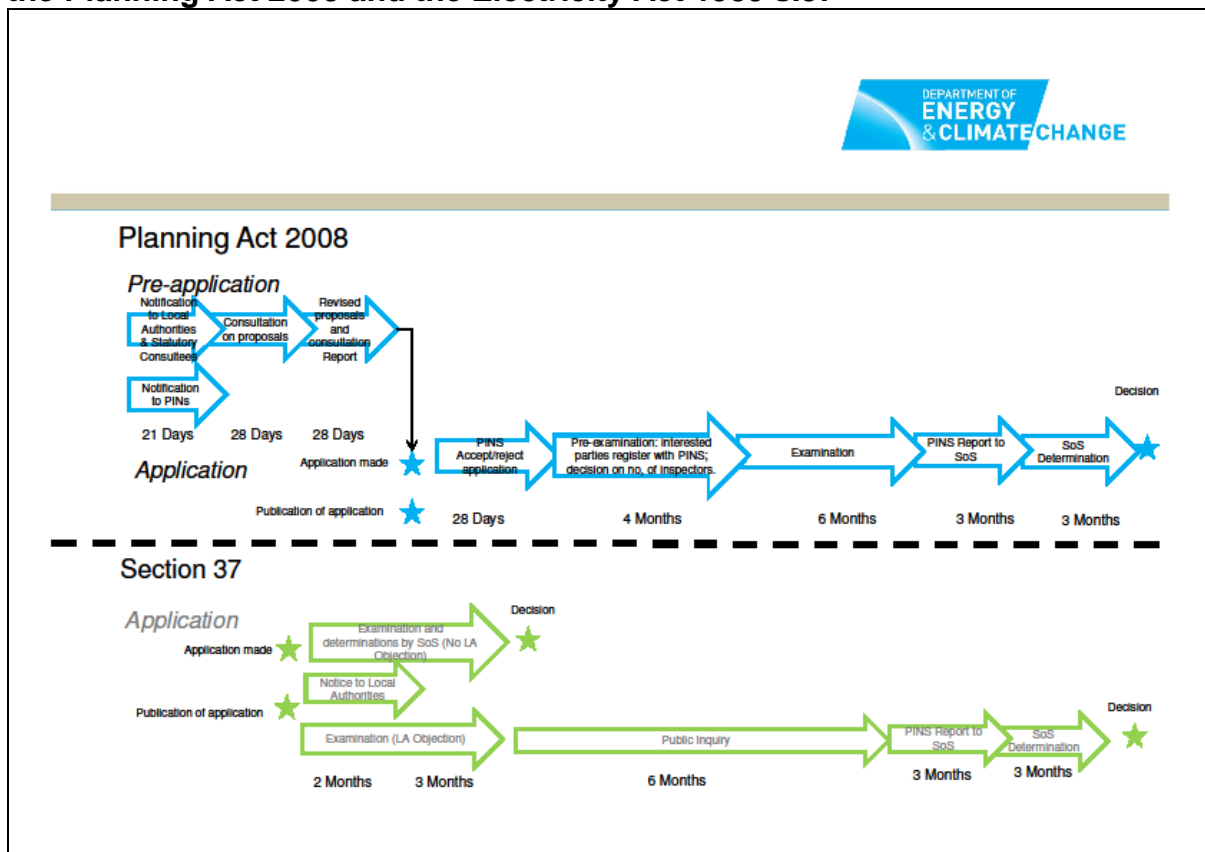 DEPARTMENT OF
ENERGY
& CLIMATE CHANGE
Planning Act 2008
Pre-application
Notification
to Local
Authorities
& Statutory
Consultees
Consultation
on proposals
Revised
proposals
and
consultation
Report
Notification
to PINs
21 Days
28 Days
28 Days
Decision
Application
Application made
PINS
Accept/reject
application
Pre-examination: interested
parties register with PINS;
decision on no. of inspectors.
Examination
PINS Report to
SoS
SoS
Determination
Publication of application
28 Days
4 Months
6 Months
3 Months
3 Months
Section 37
Application
Application made
Examination and
determinations by SoS (No LA
Objection)
Decision
Notice to Local
Authorities
Publication of application
Examination (LA Objection)
Public Inquiry
PINS Report to
SoS
SoS
Determination
Decision
2 Months
3 Months
6 Months
3 Months
3 Months